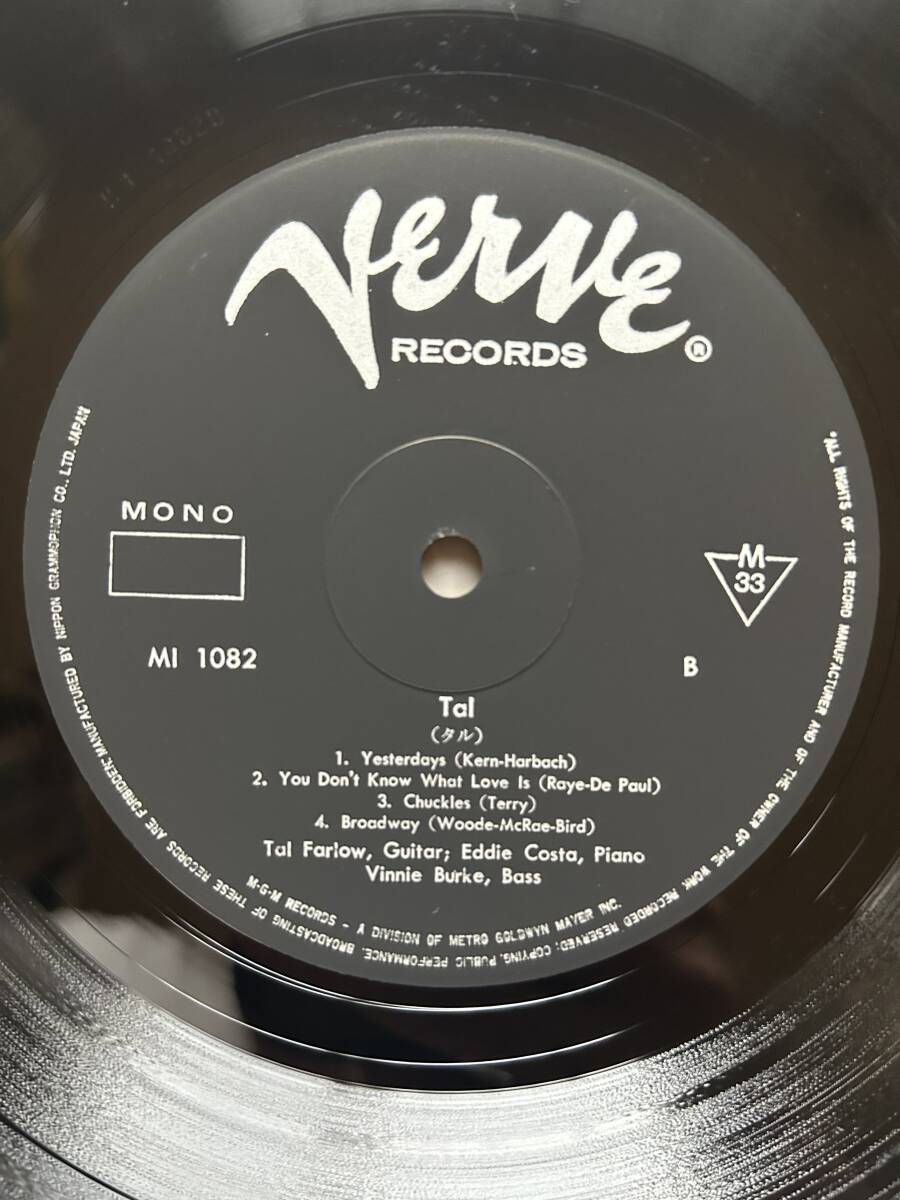 Verve
RECORDS ®
MONO
MI 1082
M
33
B
Tal
(タル)
1. Yesterdays (Kern-Harbach)
2. You Don't Know What Love Is (Raye-De Paul)
3. Chuckles (Terry)
4. Broadway (Woode-McRae-Bird)
Tal Farlow, Guitar; Eddie Costa, Piano
Vinnie Burke, Bass
M-G-M RECORDS - A DIVISION OF METRO GOLDWYN MAYER INC.
"ALL RIGHTS OF THE RECORD MANUFACTURER AND OF THE OWNER OF THE WORK RECORDED RESERVED; COPYING, PUBLIC PERFORMANCE, BROADCASTING OF THESE RECORDS ARE FORBIDDEN; MANUFACTURED BY NIPPON GRAMMOPHON CO., LTD. JAPAN